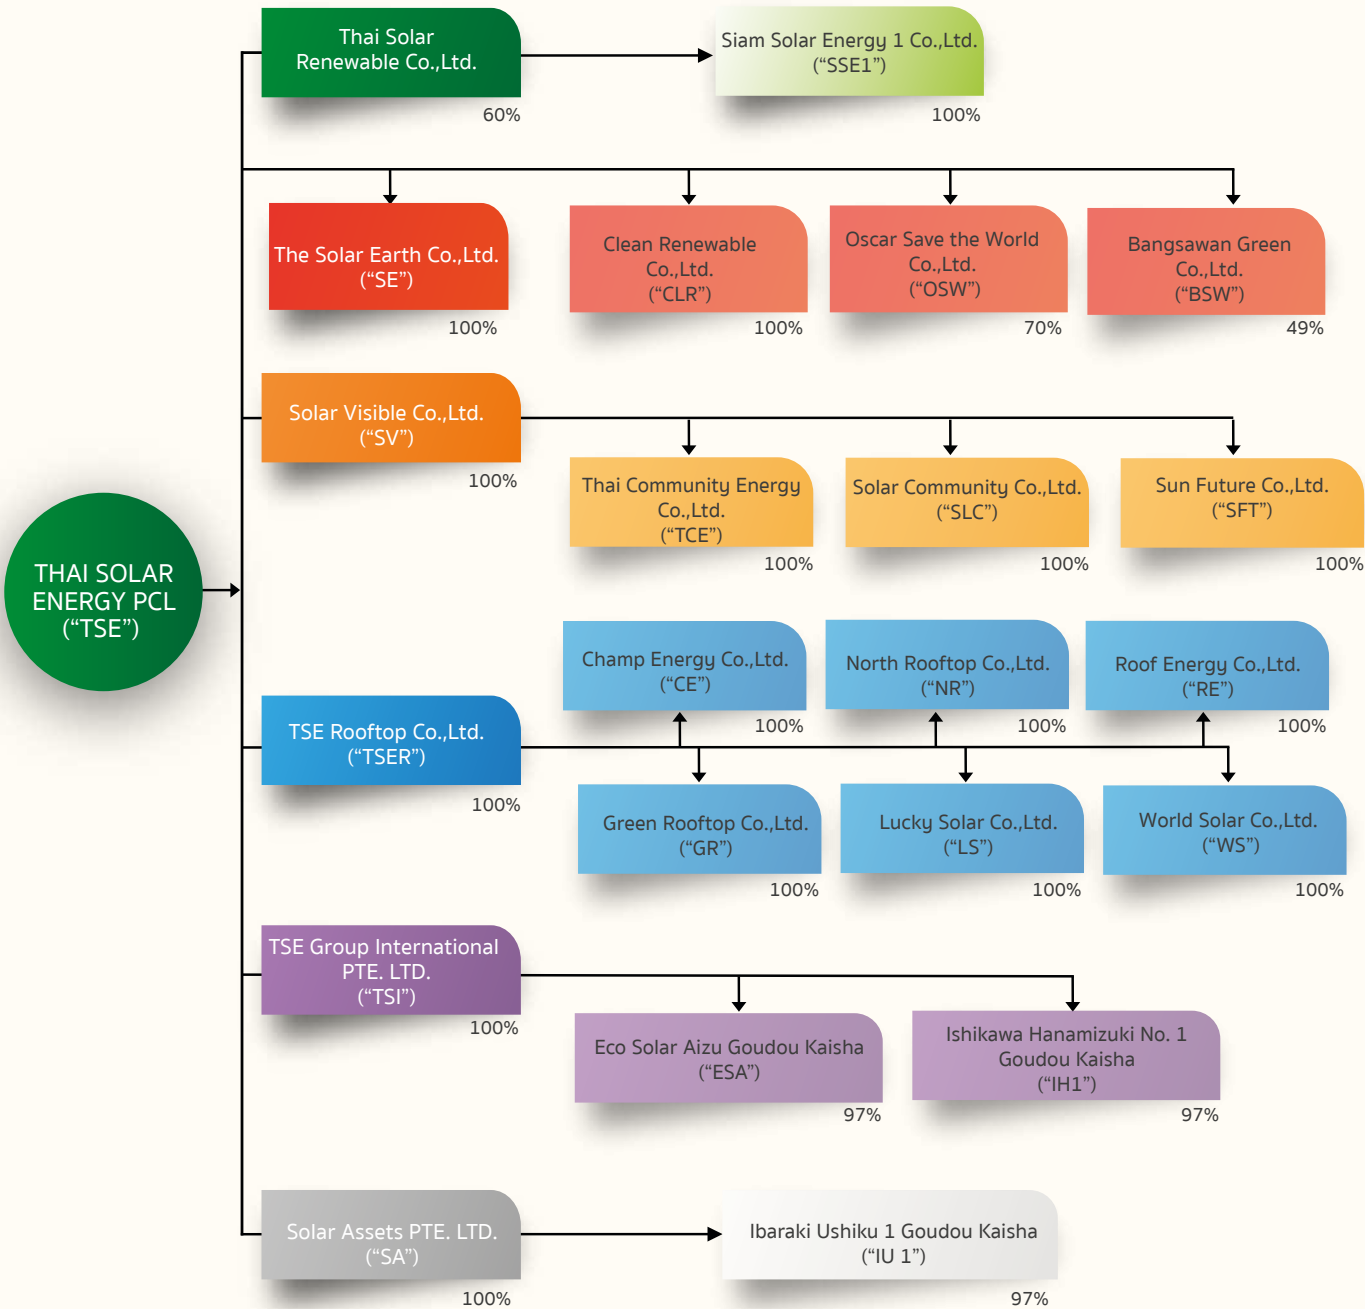 Thai Solar
Renewable Co.,Ltd.
60%
Siam Solar Energy 1 Co.,Ltd.
(“SSE1”)
100%
The Solar Earth Co.,Ltd.
(“SE”)
100%
Clean Renewable
Co.,Ltd.
(“CLR”)
100%
Oscar Save the World
Co.,Ltd.
(“OSW”)
70%
Bangsawan Green
Co.,Ltd.
(“BSW”)
49%
Solar Visible Co.,Ltd.
(“SV”)
100%
Thai Community Energy
Co.,Ltd.
(“TCE”)
100%
Solar Community Co.,Ltd.
(“SLC”)
100%
Sun Future Co.,Ltd.
(“SFT”)
100%
THAI SOLAR
ENERGY PCL
(“TSE”)
Champ Energy Co.,Ltd.
(“CE”)
100%
North Rooftop Co.,Ltd.
(“NR”)
100%
Roof Energy Co.,Ltd.
(“RE”)
100%
TSE Rooftop Co.,Ltd.
(“TSER”)
100%
Green Rooftop Co.,Ltd.
(“GR”)
100%
Lucky Solar Co.,Ltd.
(“LS”)
100%
World Solar Co.,Ltd.
(“WS”)
100%
TSE Group International
PTE. LTD.
(“TSI”)
100%
Eco Solar Aizu Goudou Kaisha
(“ESA”)
97%
Ishikawa Hanamizuki No. 1
Goudou Kaisha
(“IH1”)
97%
Solar Assets PTE. LTD.
(“SA”)
100%
Ibaraki Ushiku 1 Goudou Kaisha
(“IU 1”)
97%